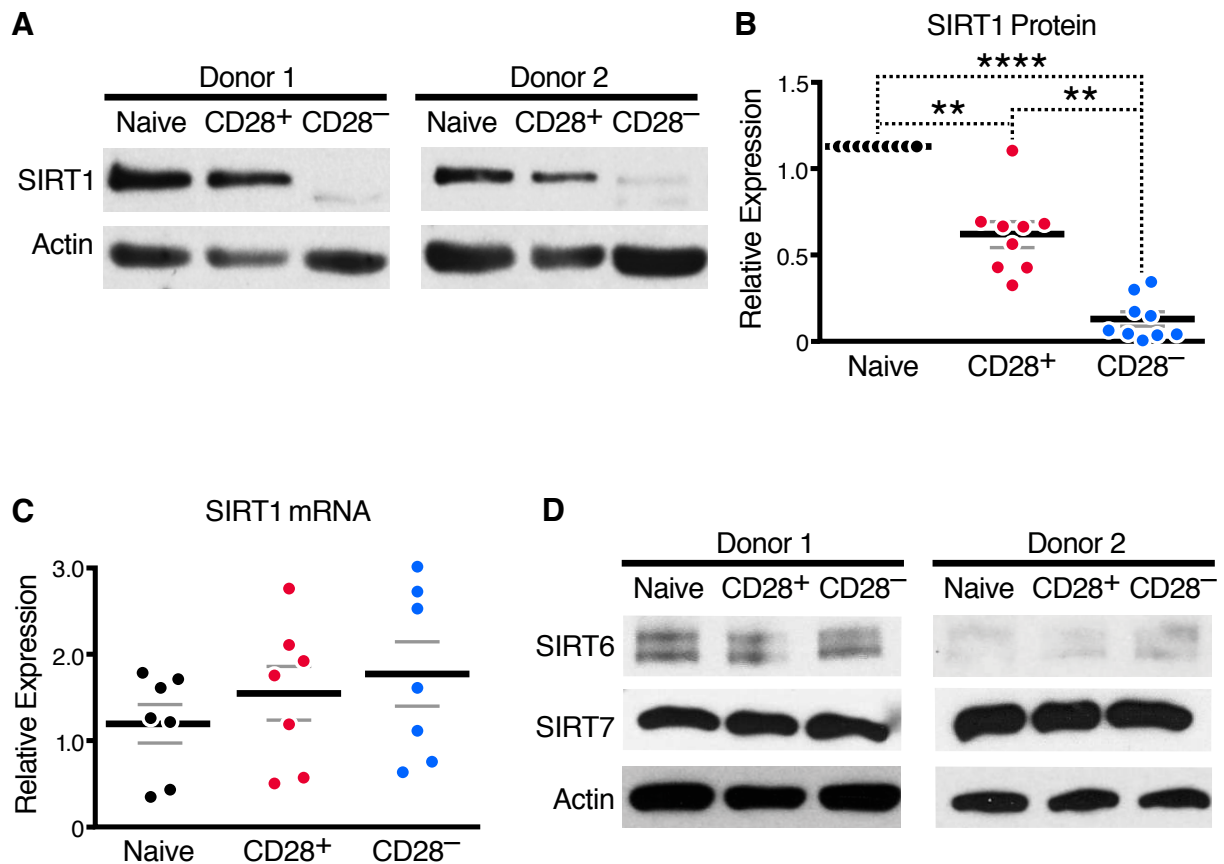 A
Donor 1 Donor 2
Naive CD28+ CD28− Naive CD28+ CD28−
SIRT1
Actin
B
SIRT1 Protein
****
** **
Relative Expression
1.5
1.0
0.5
0
Naive CD28+ CD28−
C
SIRT1 mRNA
Relative Expression
3.0
2.0
1.0
0
Naive CD28+ CD28−
D
Donor 1 Donor 2
Naive CD28+ CD28− Naive CD28+ CD28−
SIRT6
SIRT7
Actin